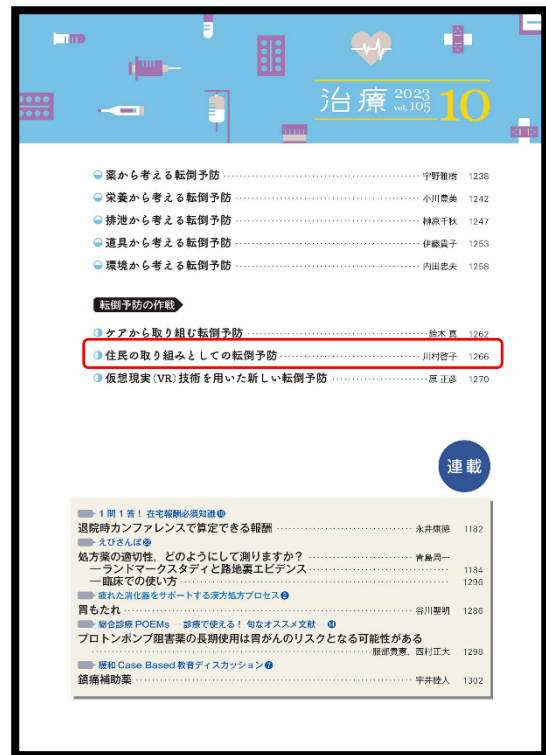 治療 2023 vol.105 10
薬から考える転倒予防 宇野雅樹 1238
栄養から考える転倒予防 小川豊美 1242
排泄から考える転倒予防 榊原千秋 1247
道具から考える転倒予防 伊藤貴子 1253
環境から考える転倒予防 内田忠夫 1258
転倒予防の作戦
ケアから取り組む転倒予防 鈴木 真 1262
住民の取り組みとしての転倒予防 川村啓子 1266
仮想現実(VR)技術を用いた新しい転倒予防 原 正彦 1270
連載
1問1答! 在宅報酬必須知識⑩
退院時カンファレンスで算定できる報酬 永井康徳 1182
えびさんぽ
処方薬の適切性,どのようにして測りますか? 青島周一
—ランドマークスタディと路地裏エビデンス 1184
—臨床での使い方 1296
疲れた消化器をサポートする漢方処方プロセス❷
胃もたれ 谷川聖明 1286
総合診療 POEMs 診療で使える! 旬なオススメ文献 ⓮
プロトンポンプ阻害薬の長期使用は胃がんのリスクとなる可能性がある
服部貴憲,西村正大 1298
緩和 Case Based 教育ディスカッション❼
鎮痛補助薬 宇井睦人 1302